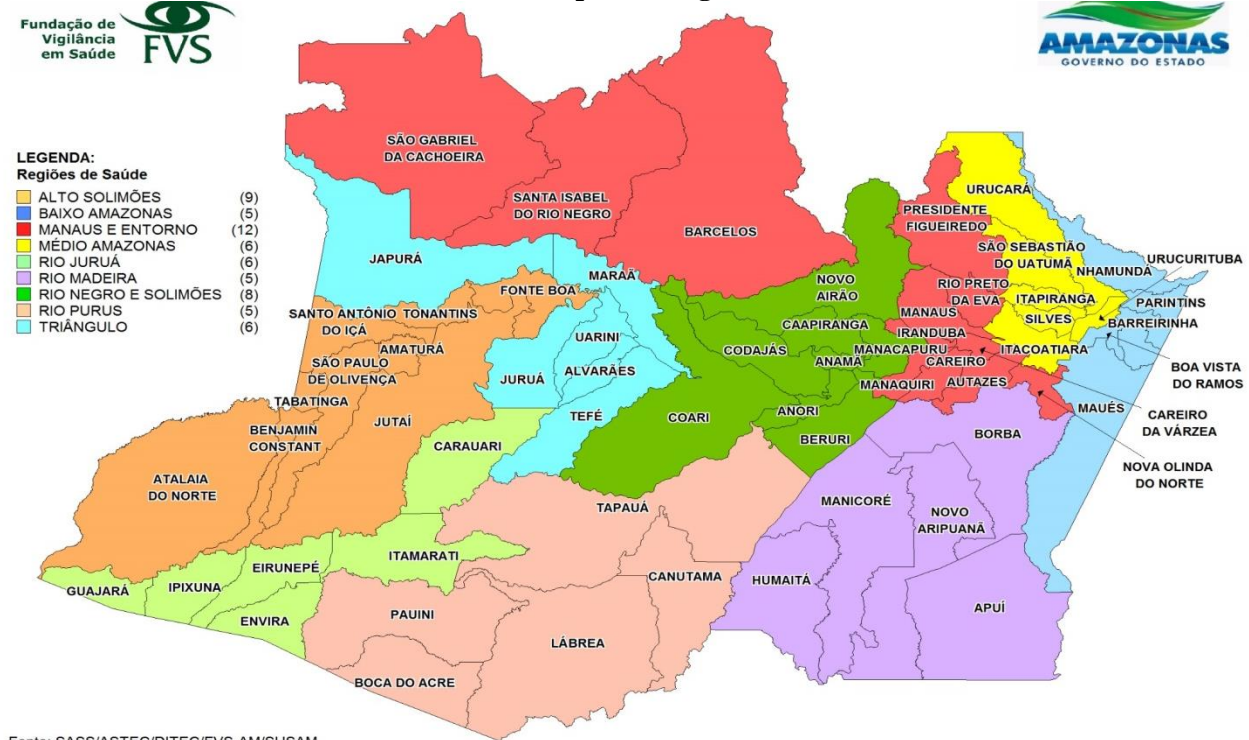 Fundação de
Vigilância
em Saúde
FVS
AMAZONAS
GOVERNO DO ESTADO
LEGENDA:
Regiões de Saúde
ALTO SOLIMÕES (9)
BAIXO AMAZONAS (5)
MANAUS E ENTORNO (12)
MÉDIO AMAZONAS (6)
RIO JURUÁ (6)
RIO MADEIRA (5)
RIO NEGRO E SOLIMÕES (8)
RIO PURUS (5)
TRIÂNGULO (6)
SÃO GABRIEL
DA CACHOEIRA
SANTA ISABEL
DO RIO NEGRO
BARCELOS
URUCARÁ
PRESIDENTE
FIGUEIREDO
SÃO SEBASTIÃO
DO UATUMÃ
NHAMUNDÁ
URUCURITUBA
JAPURÁ
MARAÃ
NOVO
AIRÃO
RIO PRETO
DA EVA
ITAPIRANGA
PARINTINS
FONTE BOA
SANTO ANTÔNIO
DO IÇÁ
TONANTINS
MANAUS
SILVES
BARREIRINHA
CAAPIRANGA
IRANDUBA
UARINI
CODAJÁS
MANACAPURU
ITACOATIARA
AMATURÁ
SÃO PAULO
DE OLIVENÇA
ANAMÃ
CAREIRO
BOA VISTA
DO RAMOS
JURUÁ
ALVARÃES
MANAQUIRI
AUTAZES
TABATINGA
JUTAÍ
TEFÉ
COARI
ANORI
MAUÉS
CAREIRO
DA VÁRZEA
BENJAMIN
CONSTANT
CARAUARI
BERURI
BORBA
NOVA OLINDA
DO NORTE
ATALAIA
DO NORTE
TAPAUÁ
MANICORÉ
NOVO
ARIPUANÃ
ITAMARATI
EIRUNEPÉ
IPIXUNA
GUAJARÁ
CANUTAMA
HUMAITÁ
ENVIRA
PAUINI
APUÍ
LÁBREA
BOCA DO ACRE